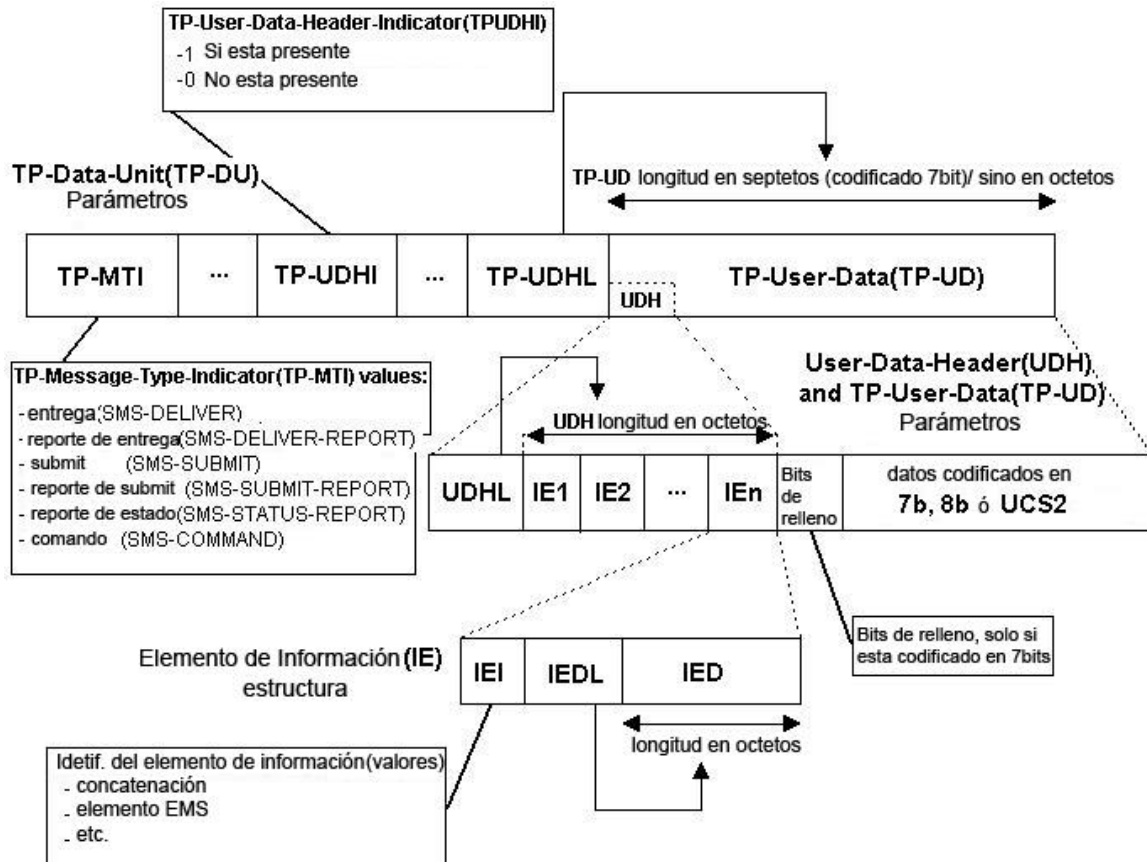 TP-User-Data-Header-Indicator(TPUDHI)
-1 Si esta presente
-0 No esta presente
TP-Data-Unit(TP-DU)
Parámetros
TP-UD longitud en septetos (codificado 7bit)/ sino en octetos
TP-MTI
...
TP-UDHI
...
TP-UDHL
UDH
TP-User-Data(TP-UD)
TP-Message-Type-Indicator(TP-MTI) values:
- entrega(SMS-DELIVER)
- reporte de entrega(SMS-DELIVER-REPORT)
- submit (SMS-SUBMIT)
- reporte de submit (SMS-SUBMIT-REPORT)
- reporte de estado(SMS-STATUS-REPORT)
- comando (SMS-COMMAND)
User-Data-Header(UDH)
and TP-User-Data(TP-UD)
Parámetros
UDH longitud en octetos
UDHL
IE1
IE2
...
IEn
Bits
de
relleno
datos codificados en
7b, 8b ó UCS2
Bits de relleno, solo si
esta codificado en 7bits
Elemento de Información(IE)
estructura
IEI
IEDL
IED
longitud en octetos
Idetif. del elemento de información(valores)
- concatenación
- elemento EMS
- etc.